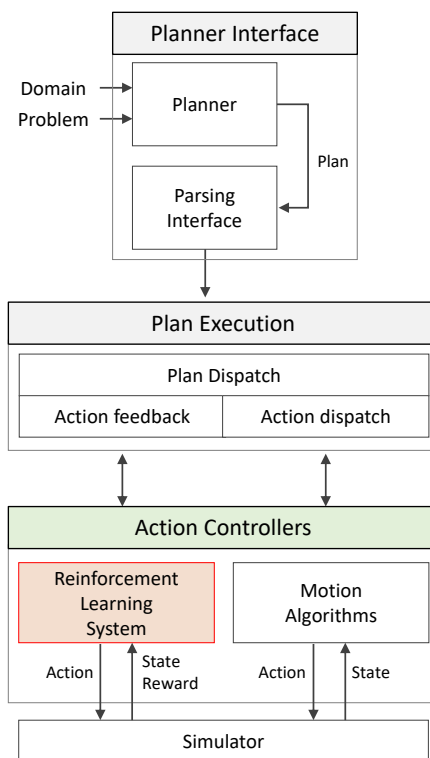 Planner Interface
Domain
Problem
Planner
Plan
Parsing
Interface
Plan Execution
Plan Dispatch
Action feedback
Action dispatch
Action Controllers
Reinforcement
Learning
System
Motion
Algorithms
Action
State
Reward
Action
State
Simulator